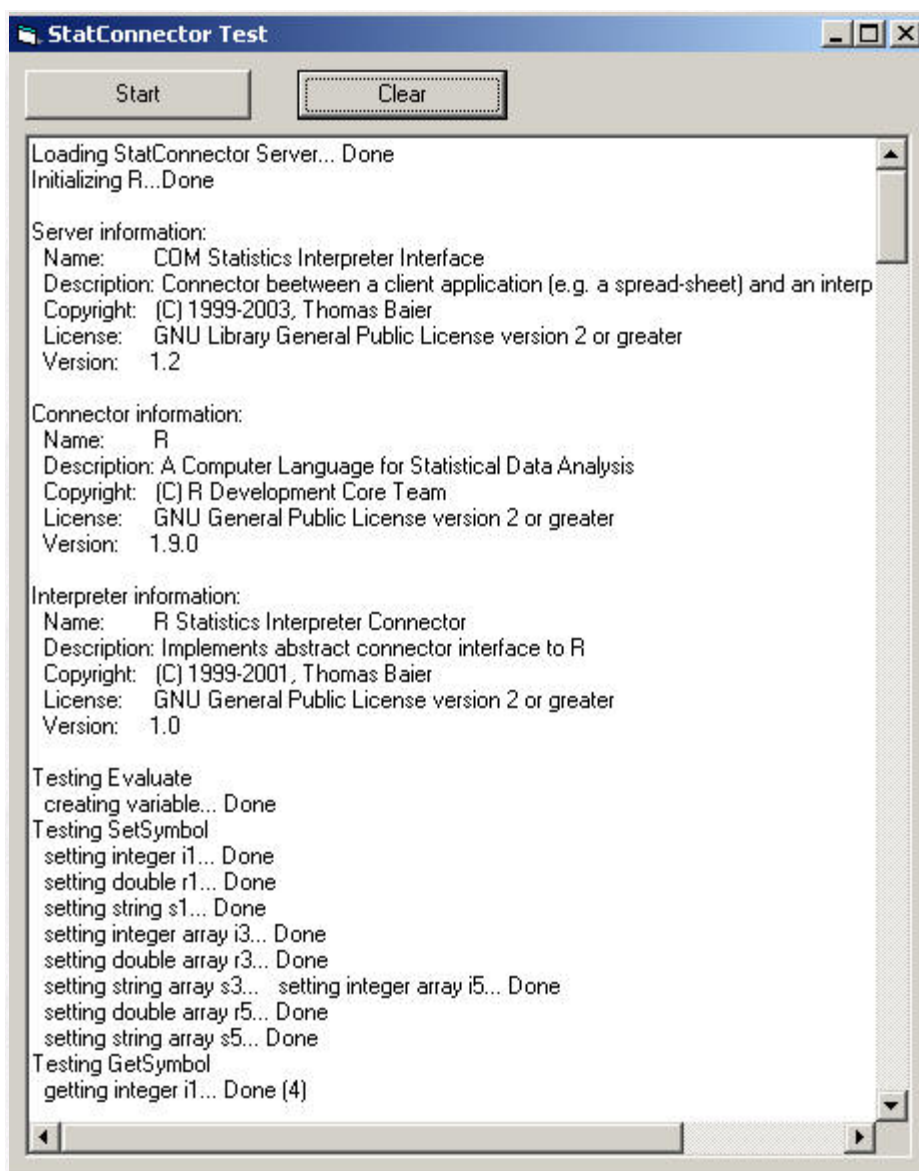 StatConnector Test
Start Clear
Loading StatConnector Server... Done
Initializing R...Done
Server information:
Name: COM Statistics Interpreter Interface
Description: Connector beetween a client application (e.g. a spread-sheet) and an interp
Copyright: (C) 1999-2003, Thomas Baier
License: GNU Library General Public License version 2 or greater
Version: 1.2
Connector information:
Name: R
Description: A Computer Language for Statistical Data Analysis
Copyright: (C) R Development Core Team
License: GNU General Public License version 2 or greater
Version: 1.9.0
Interpreter information:
Name: R Statistics Interpreter Connector
Description: Implements abstract connector interface to R
Copyright: (C) 1999-2001, Thomas Baier
License: GNU General Public License version 2 or greater
Version: 1.0
Testing Evaluate
creating variable... Done
Testing SetSymbol
setting integer i1... Done
setting double r1... Done
setting string s1... Done
setting integer array i3... Done
setting double array r3... Done
setting string array s3... setting integer array i5... Done
setting double array r5... Done
setting string array s5... Done
Testing GetSymbol
getting integer i1... Done (4)